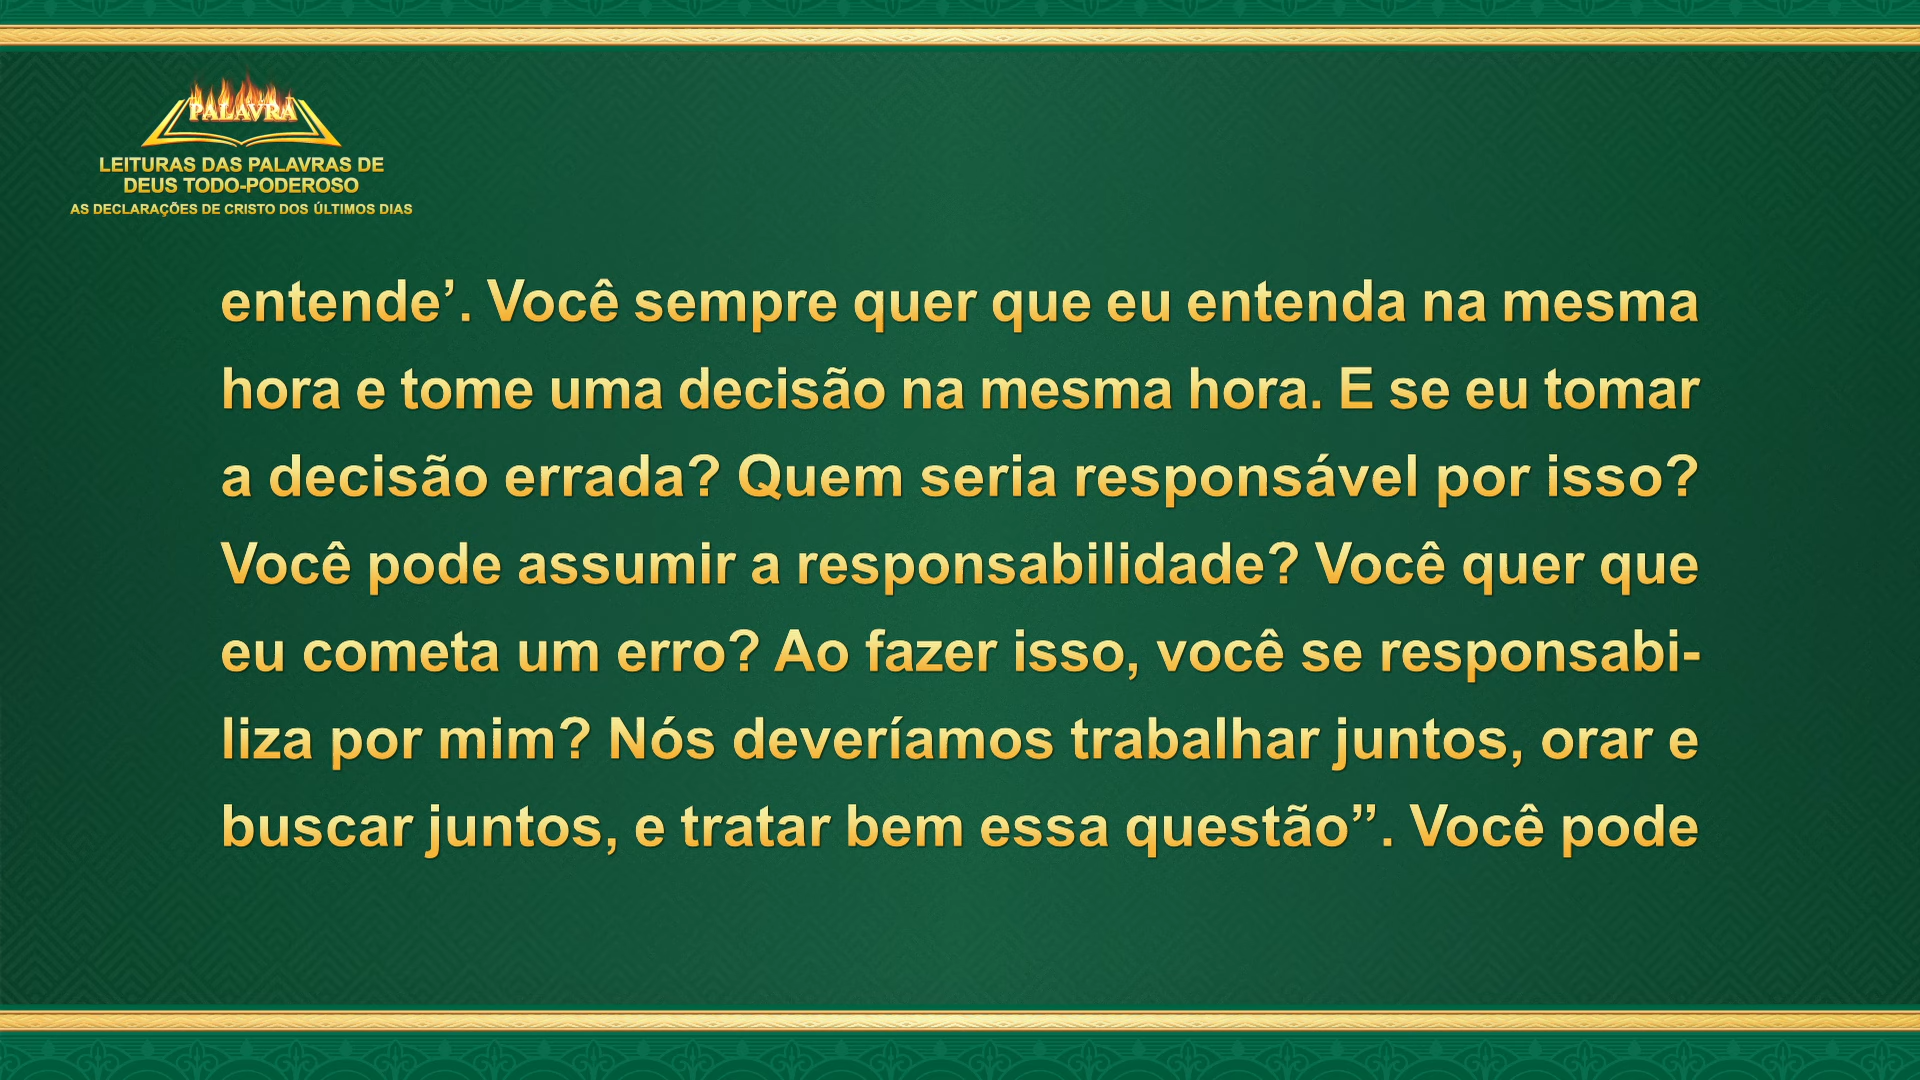 PALAVRA
LEITURAS DAS PALAVRAS DE
DEUS TODO-PODEROSO
AS DECLARAÇÕES DE CRISTO DOS ÚLTIMOS DIAS
entende’. Você sempre quer que eu entenda na mesma
hora e tome uma decisão na mesma hora. E se eu tomar
a decisão errada? Quem seria responsável por isso?
Você pode assumir a responsabilidade? Você quer que
eu cometa um erro? Ao fazer isso, você se responsabi-
liza por mim? Nós deveríamos trabalhar juntos, orar e
buscar juntos, e tratar bem essa questão”. Você pode